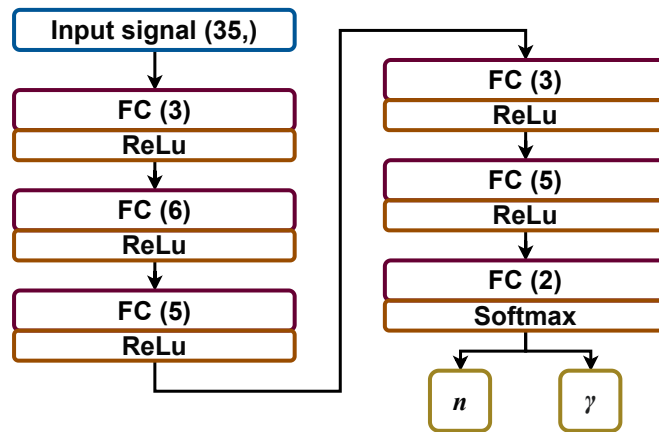 Input signal (35,)
FC (3)
ReLu
FC (6)
ReLu
FC (5)
ReLu
FC (3)
ReLu
FC (5)
ReLu
FC (2)
Softmax
n
γ